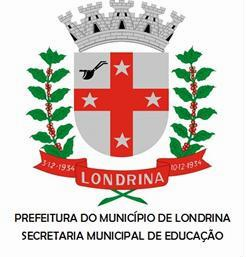 3-12-1934 LONDRINA 10-12-1934
PREFEITURA DO MUNICÍPIO DE LONDRINA
SECRETARIA MUNICIPAL DE EDUCAÇÃO